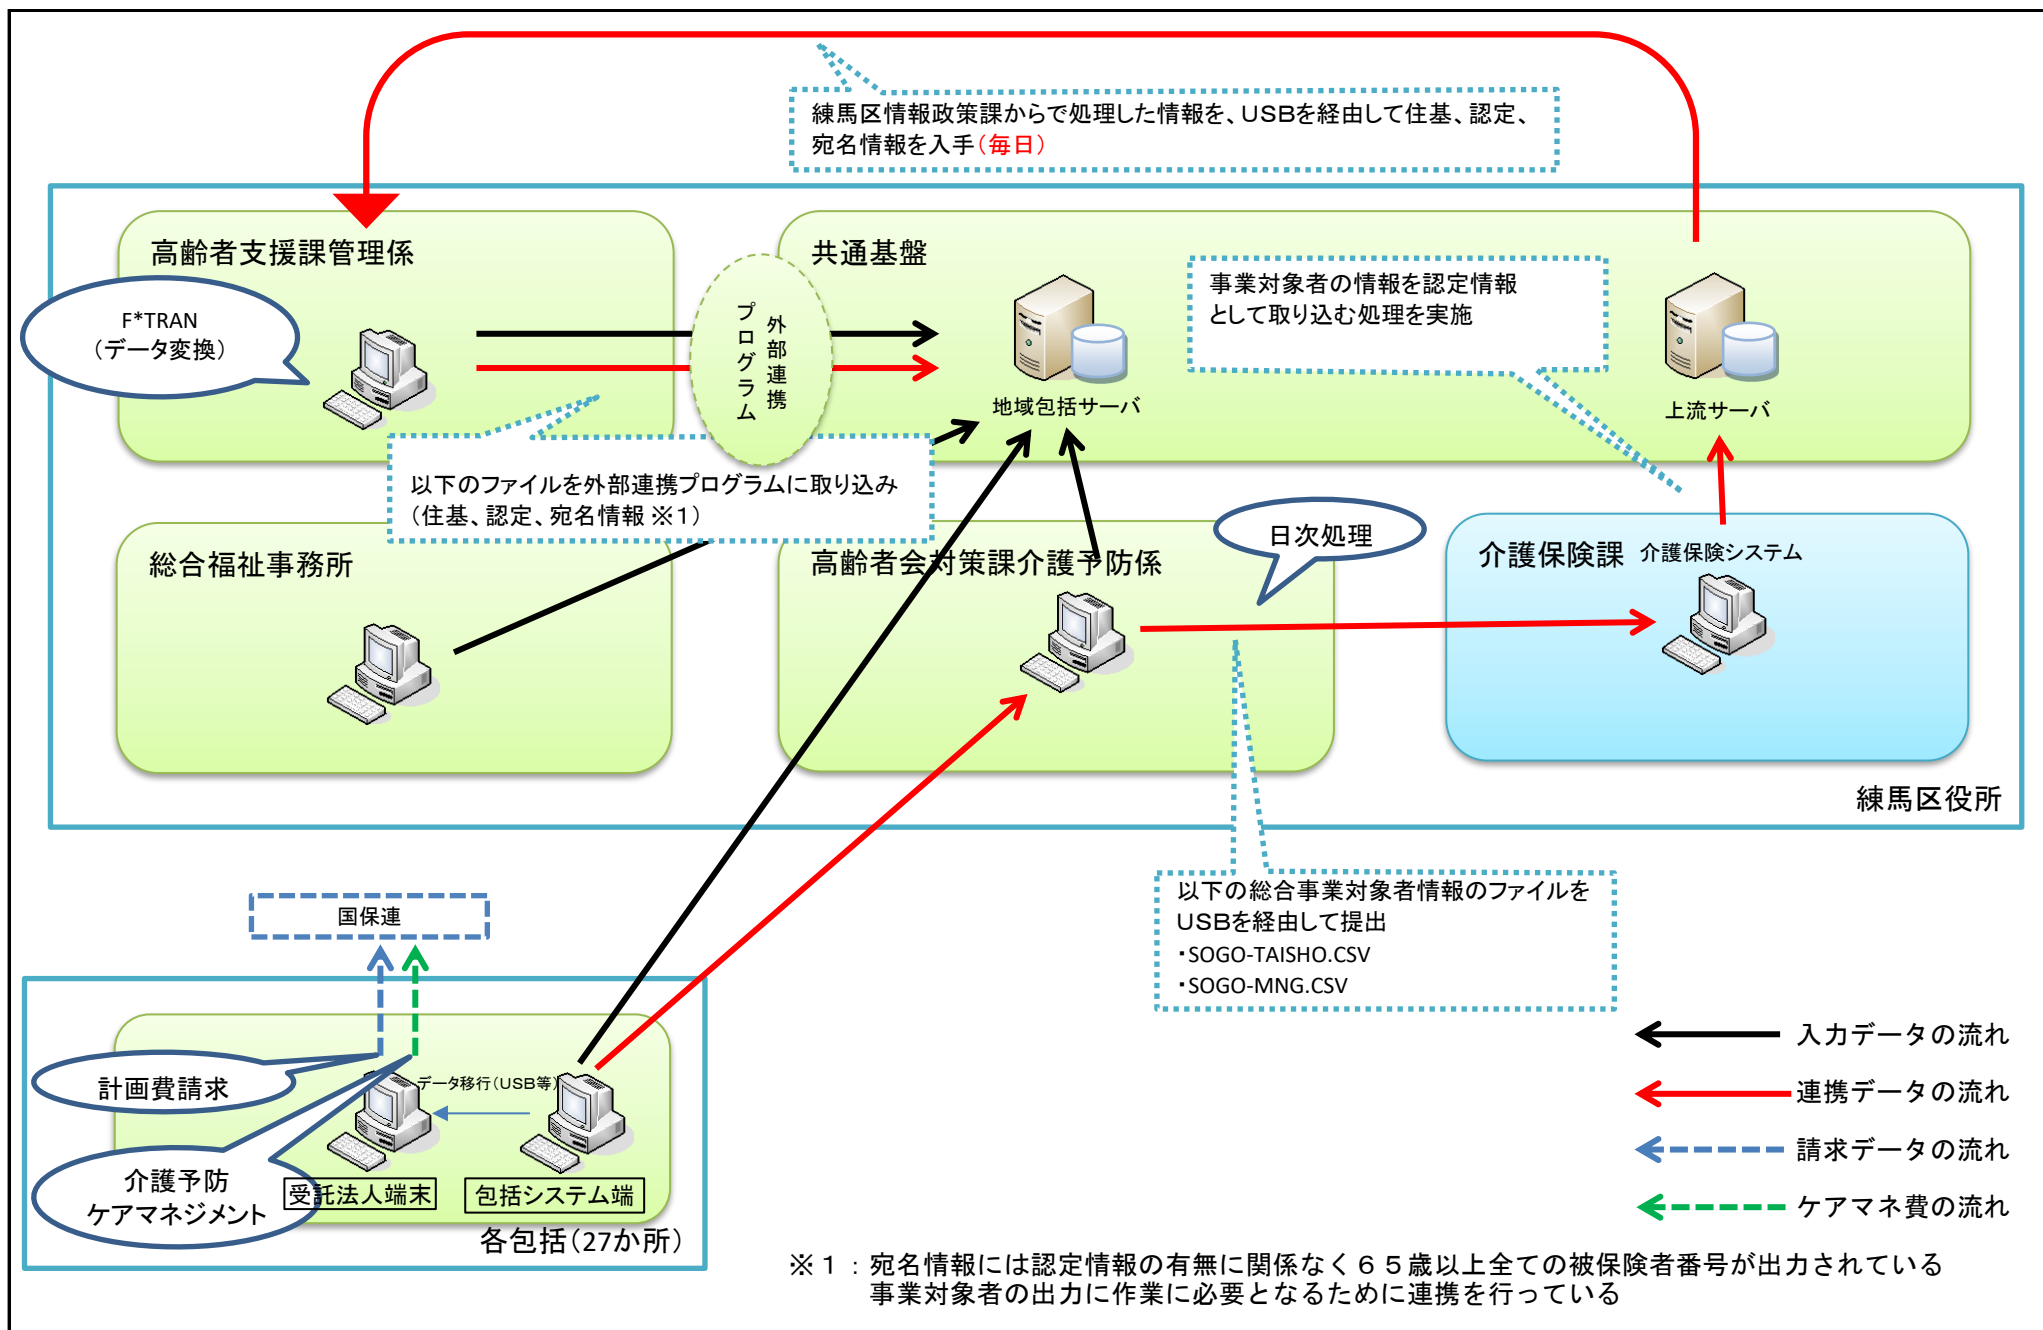 練馬区情報政策課からで処理した情報を、USBを経由して住基、認定、
宛名情報を入手(毎日)
高齢者支援課管理係
共通基盤
F*TRAN
(データ変換)
外部連携
プログラム
事業対象者の情報を認定情報
として取り込む処理を実施
地域包括サーバ
上流サーバ
以下のファイルを外部連携プログラムに取り込み
(住基、認定、宛名情報 ※1)
総合福祉事務所
高齢者会対策課介護予防係
日次処理
介護保険課
介護保険システム
練馬区役所
以下の総合事業対象者情報のファイルを
USBを経由して提出
・SOGO-TAISHO.CSV
・SOGO-MNG.CSV
国保連
計画費請求
データ移行(USB等)
介護予防
ケアマネジメント
受託法人端末
包括システム端
各包括(27か所)
入力データの流れ
連携データの流れ
請求データの流れ
ケアマネ費の流れ
※1:宛名情報には認定情報の有無に関係なく65歳以上全ての被保険者番号が出力されている
事業対象者の出力に作業に必要となるために連携を行っている